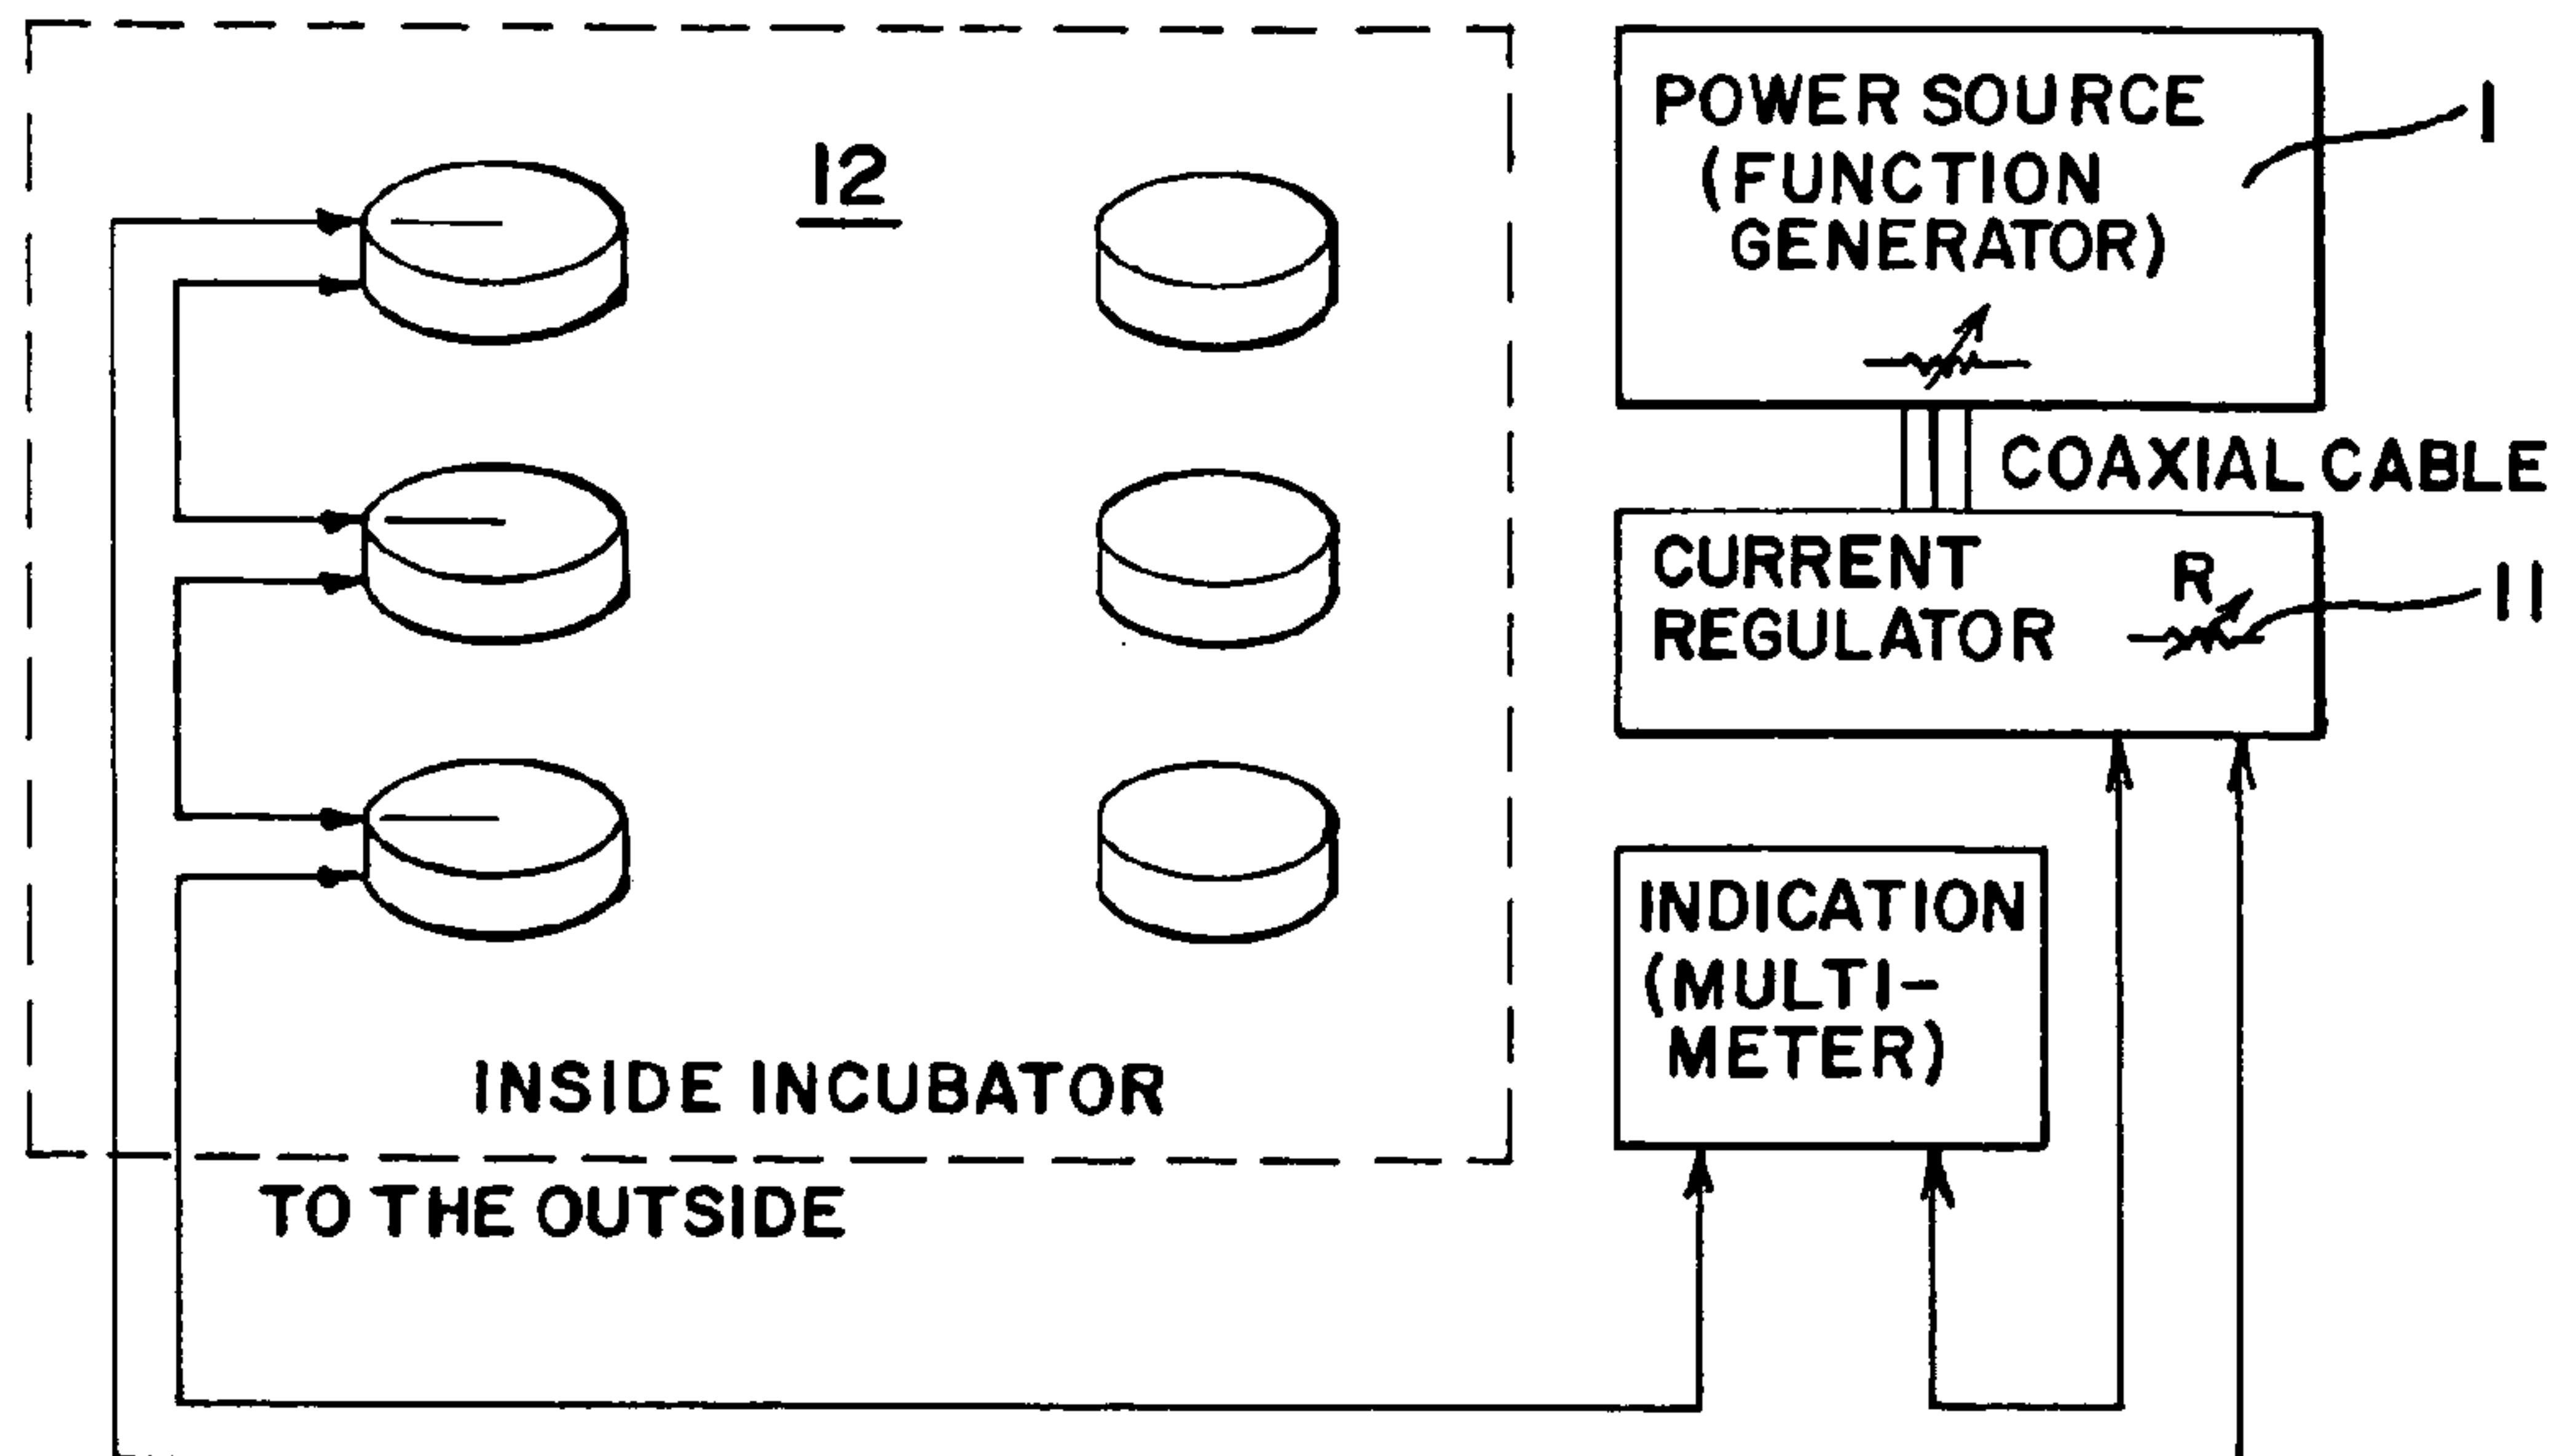 12
INSIDE INCUBATOR
TO THE OUTSIDE
POWER SOURCE
(FUNCTION
GENERATOR)
1
COAXIAL CABLE
CURRENT
REGULATOR
R
11
INDICATION
(MULTI-
METER)